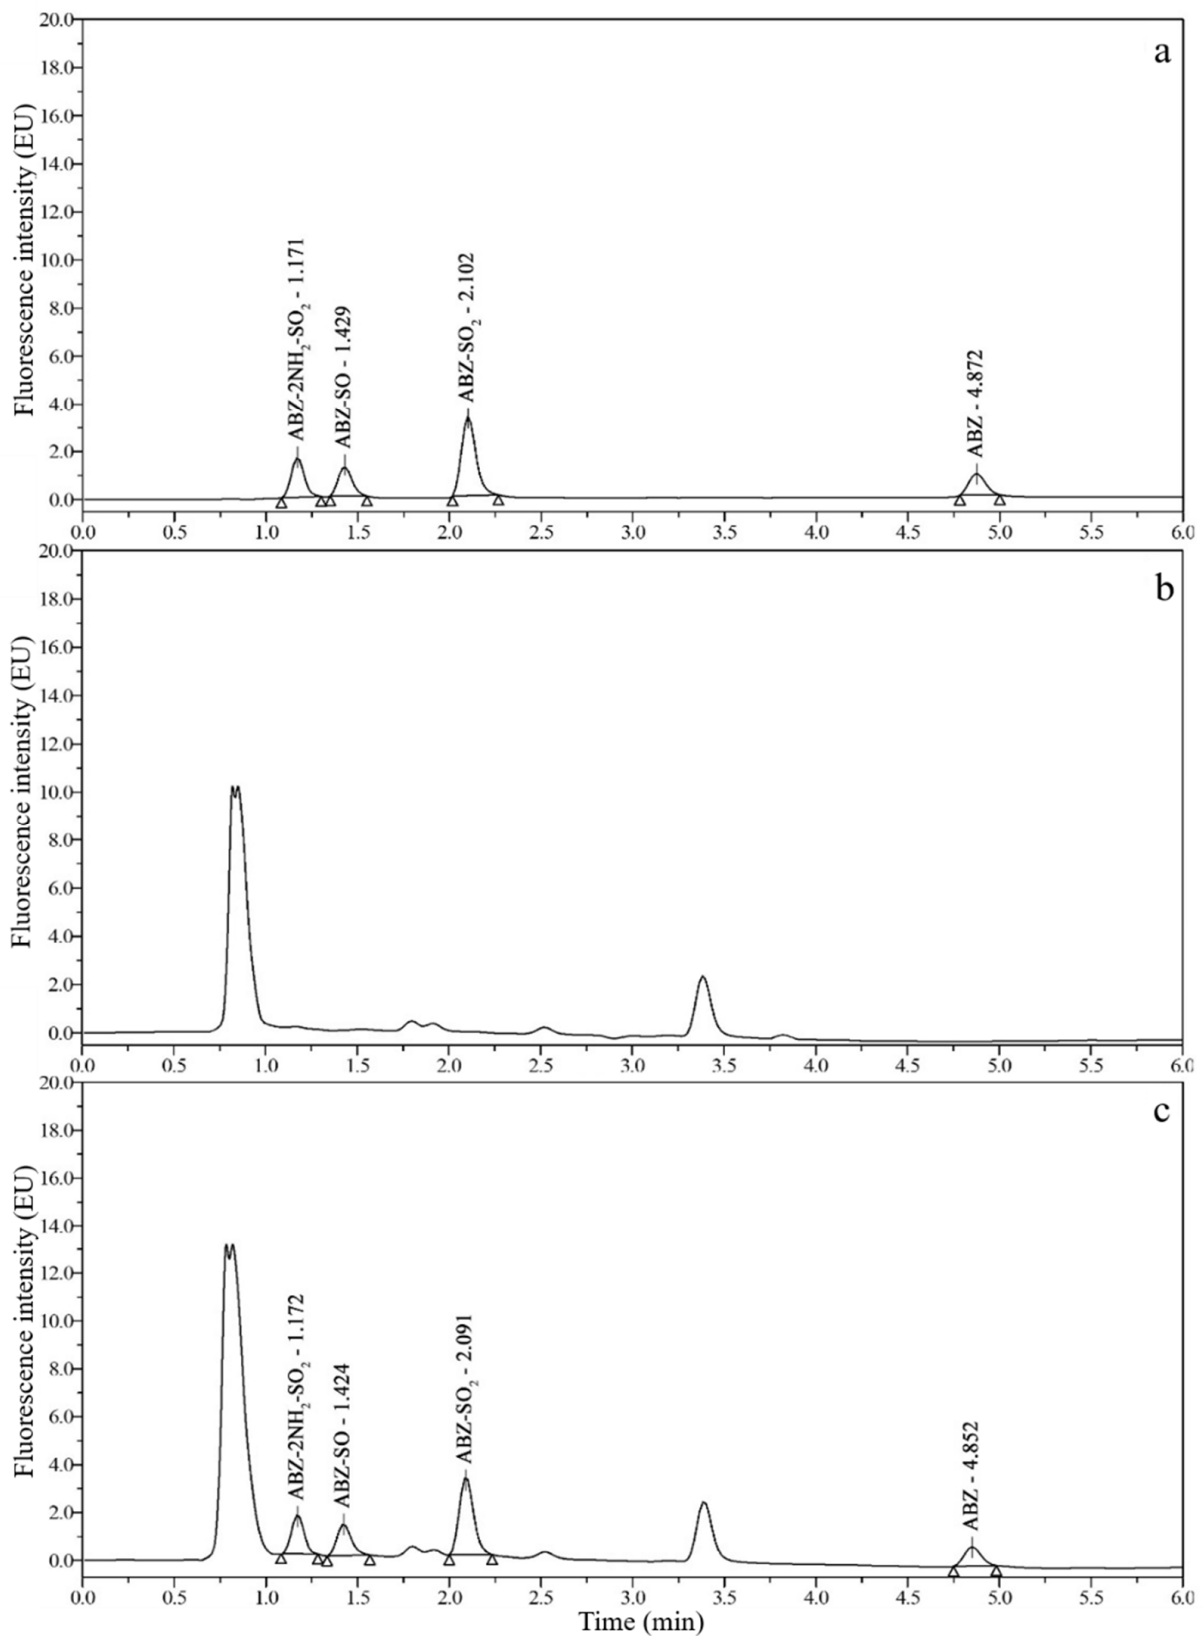 a
Fluorescence intensity (EU)
20.0
18.0
16.0
14.0
12.0
10.0
8.0
6.0
4.0
2.0
0.0
ABZ-2NH₂-SO₂ - 1.171
ABZ-SO - 1.429
ABZ-SO₂ - 2.102
ABZ - 4.872
0.0 0.5 1.0 1.5 2.0 2.5 3.0 3.5 4.0 4.5 5.0 5.5 6.0
b
Fluorescence intensity (EU)
20.0
18.0
16.0
14.0
12.0
10.0
8.0
6.0
4.0
2.0
0.0
0.0 0.5 1.0 1.5 2.0 2.5 3.0 3.5 4.0 4.5 5.0 5.5 6.0
c
Fluorescence intensity (EU)
20.0
18.0
16.0
14.0
12.0
10.0
8.0
6.0
4.0
2.0
0.0
ABZ-2NH₂-SO₂ - 1.172
ABZ-SO - 1.424
ABZ-SO₂ - 2.091
ABZ - 4.852
0.0 0.5 1.0 1.5 2.0 2.5 3.0 3.5 4.0 4.5 5.0 5.5 6.0
Time (min)